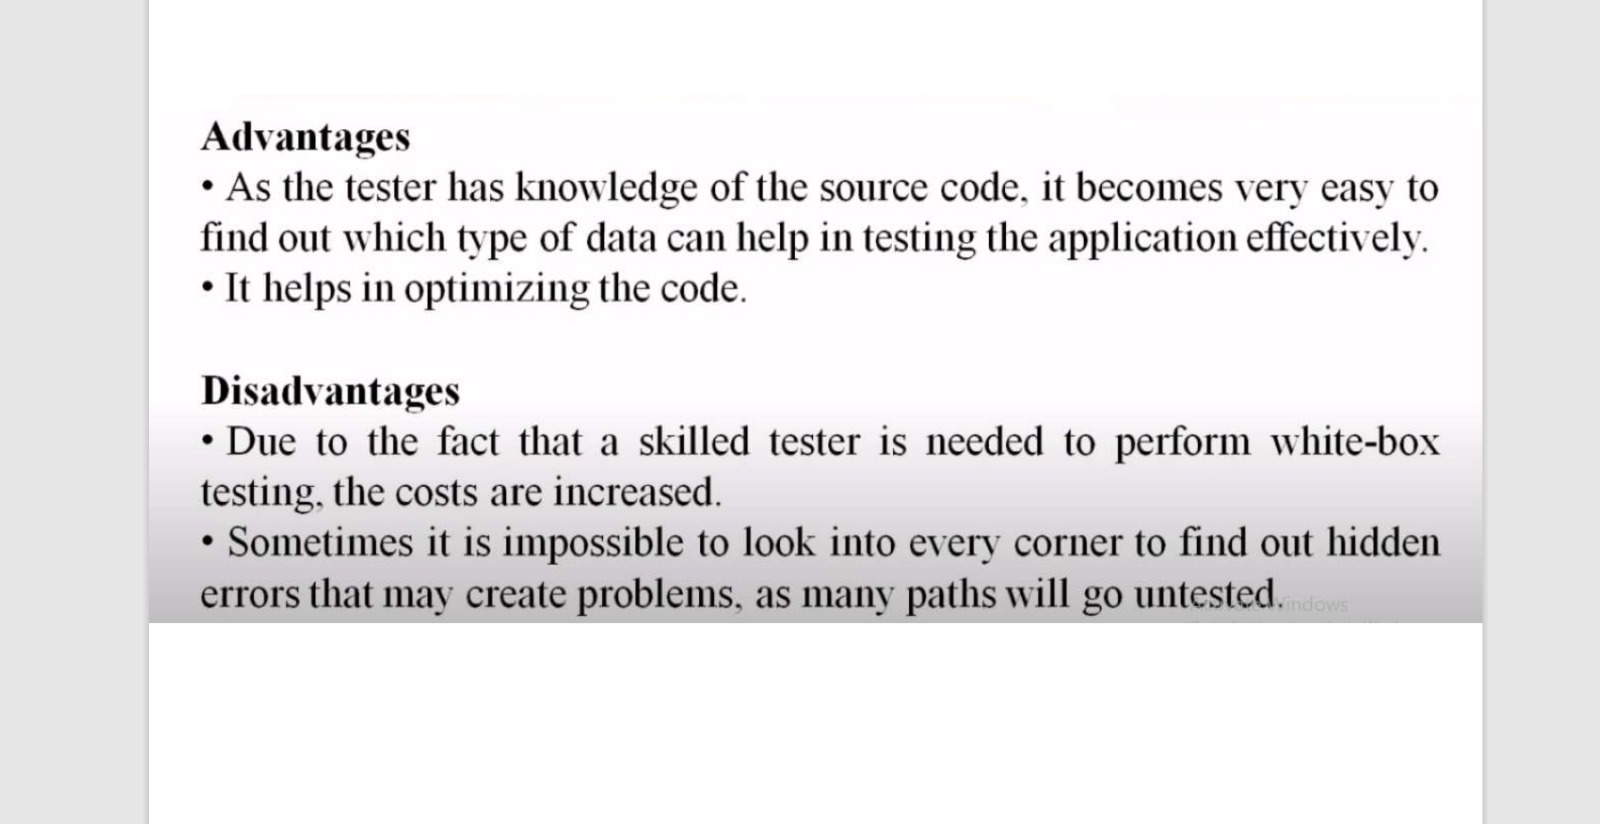 Advantages
• As the tester has knowledge of the source code, it becomes very easy to
find out which type of data can help in testing the application effectively.
• It helps in optimizing the code.
Disadvantages
• Due to the fact that a skilled tester is needed to perform white-box
testing, the costs are increased.
• Sometimes it is impossible to look into every corner to find out hidden
errors that may create problems, as many paths will go untested.
Activate Windows